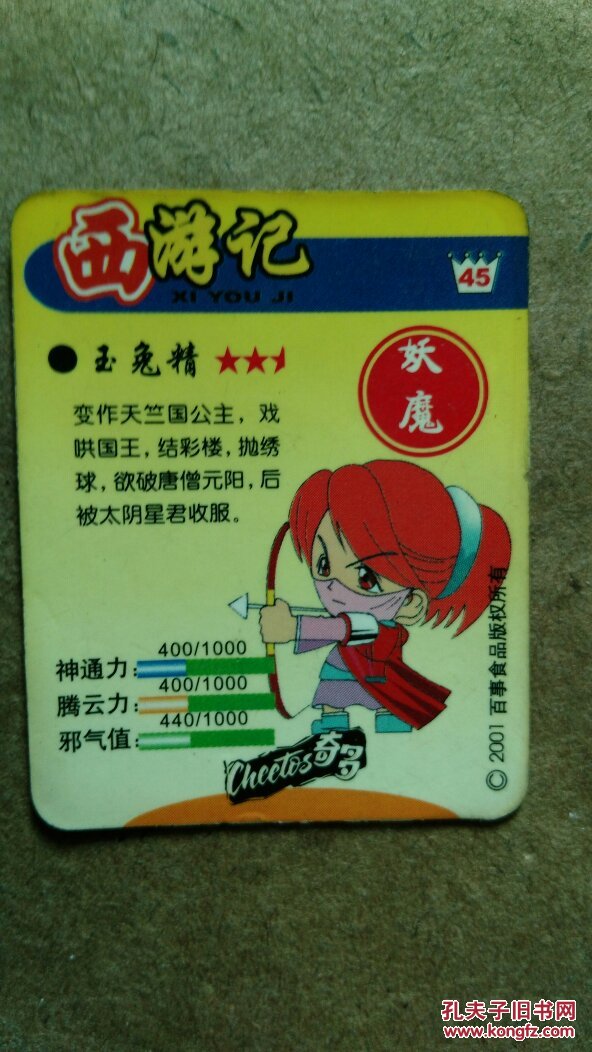 西游记
XI YOU JI
45
玉兔精
妖魔
变作天竺国公主，戏
哄国王，结彩楼，抛绣
球，欲破唐僧元阳，后
被太阴星君收服。
400/1000
神通力：
400/1000
腾云力：
440/1000
邪气值：
Cheetos奇多
© 2001 百事食品版权所有
孔夫子旧书网
www.kongfz.com